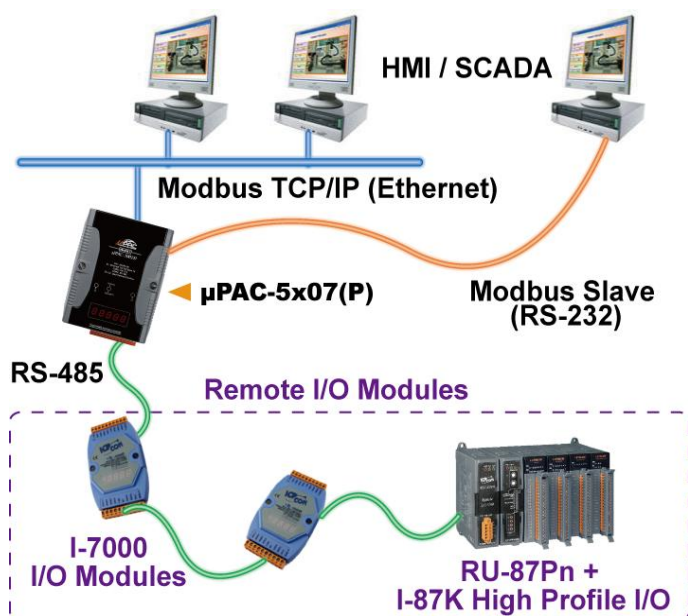 HMI / SCADA
Modbus TCP/IP (Ethernet)
µPAC-5x07(P)
Modbus Slave
(RS-232)
RS-485
Remote I/O Modules
I-7000
I/O Modules
RU-87Pn +
I-87K High Profile I/O